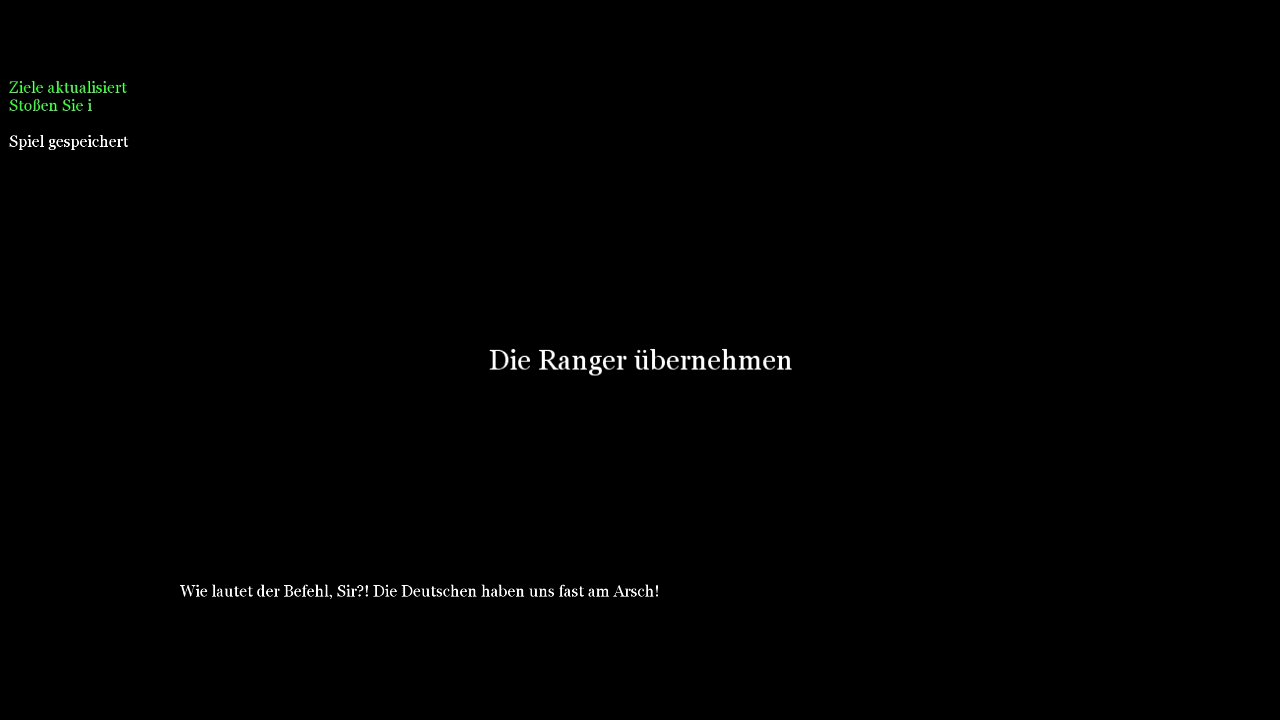 Ziele aktualisiert
Stoßen Sie i
Spiel gespeichert
Die Ranger übernehmen
Wie lautet der Befehl, Sir?! Die Deutschen haben uns fast am Arsch!